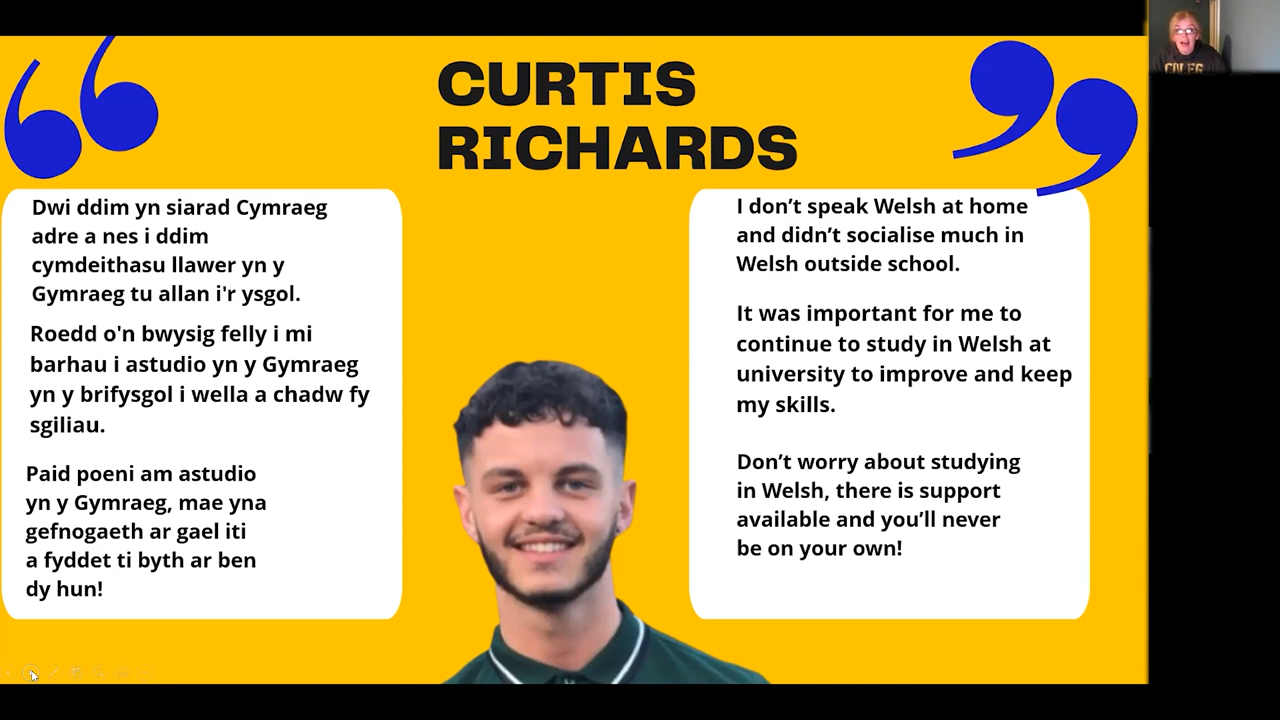 CURTIS
RICHARDS
Dwi ddim yn siarad Cymraeg
adre a nes i ddim
cymdeithasu llawer yn y
Gymraeg tu allan i'r ysgol.
Roedd o'n bwysig felly i mi
barhau i astudio yn y Gymraeg
yn y brifysgol i wella a chadw fy
sgiliau.
Paid poeni am astudio
yn y Gymraeg, mae yna
gefnogaeth ar gael iti
a fyddet ti byth ar ben
dy hun!
I don’t speak Welsh at home
and didn’t socialise much in
Welsh outside school.
It was important for me to
continue to study in Welsh at
university to improve and keep
my skills.
Don’t worry about studying
in Welsh, there is support
available and you’ll never
be on your own!